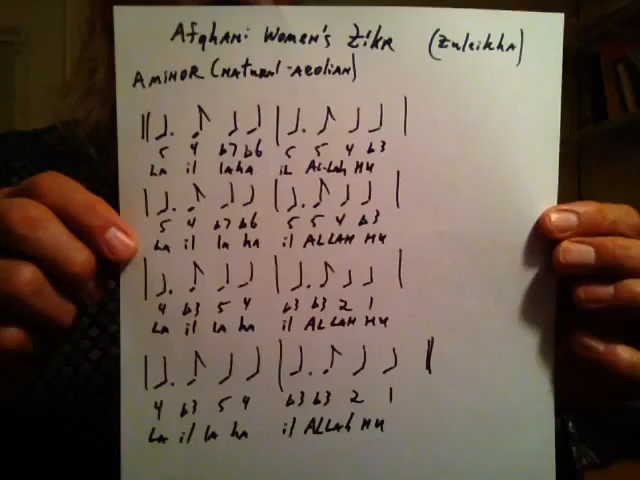 Afghani Women's Zikr (Zuleikha)
A MINOR (NATURAL-AEOLIAN)
5 4 b7 b6 5 5 4 b3
La il laha iL AL-Lah HU
5 4 b7 b6 5 5 4 b3
La il la ha il ALLAH HU
4 b3 5 4 b3 b3 2 1
La il la ha il ALLAH HU
4 b3 5 4 b3 b3 2 1
La il la ha il ALLAH HU